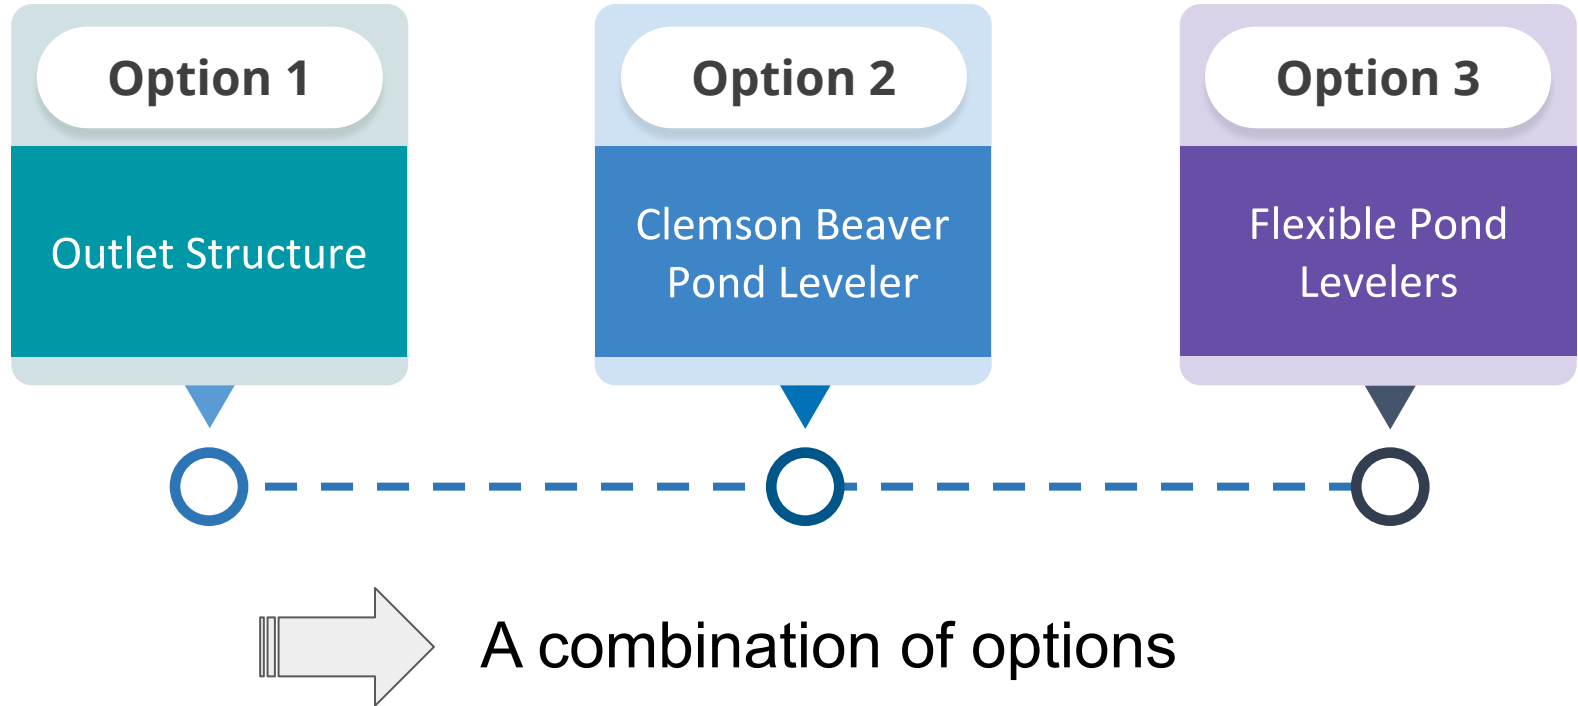 Option 1
Option 2
Option 3
Outlet Structure
Clemson Beaver
Pond Leveler
Flexible Pond
Levelers
A combination of options